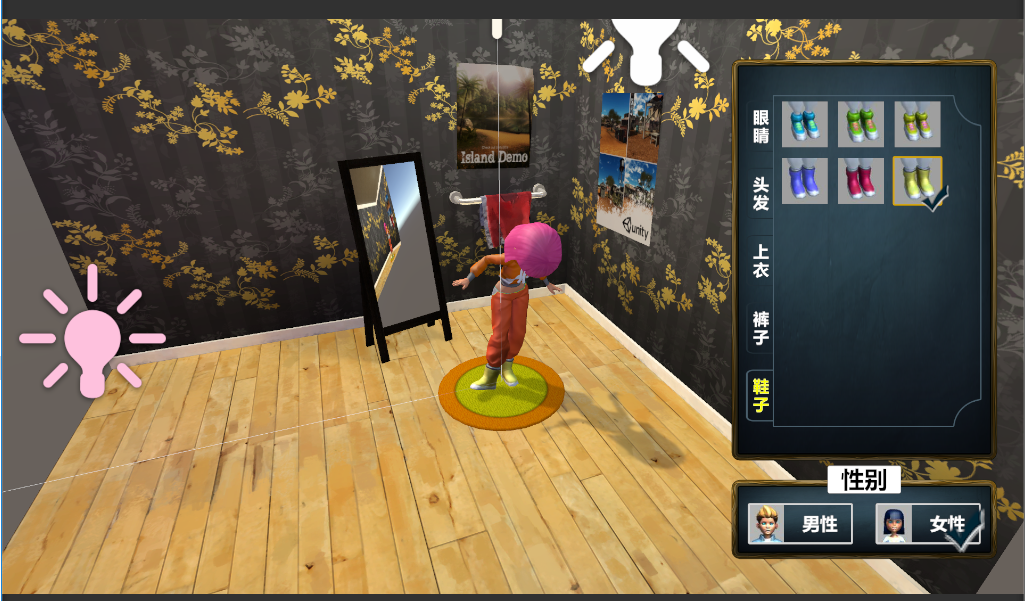 Island Demo
unity
眼睛
头发
上衣
裤子
鞋子
性别
男性
女性